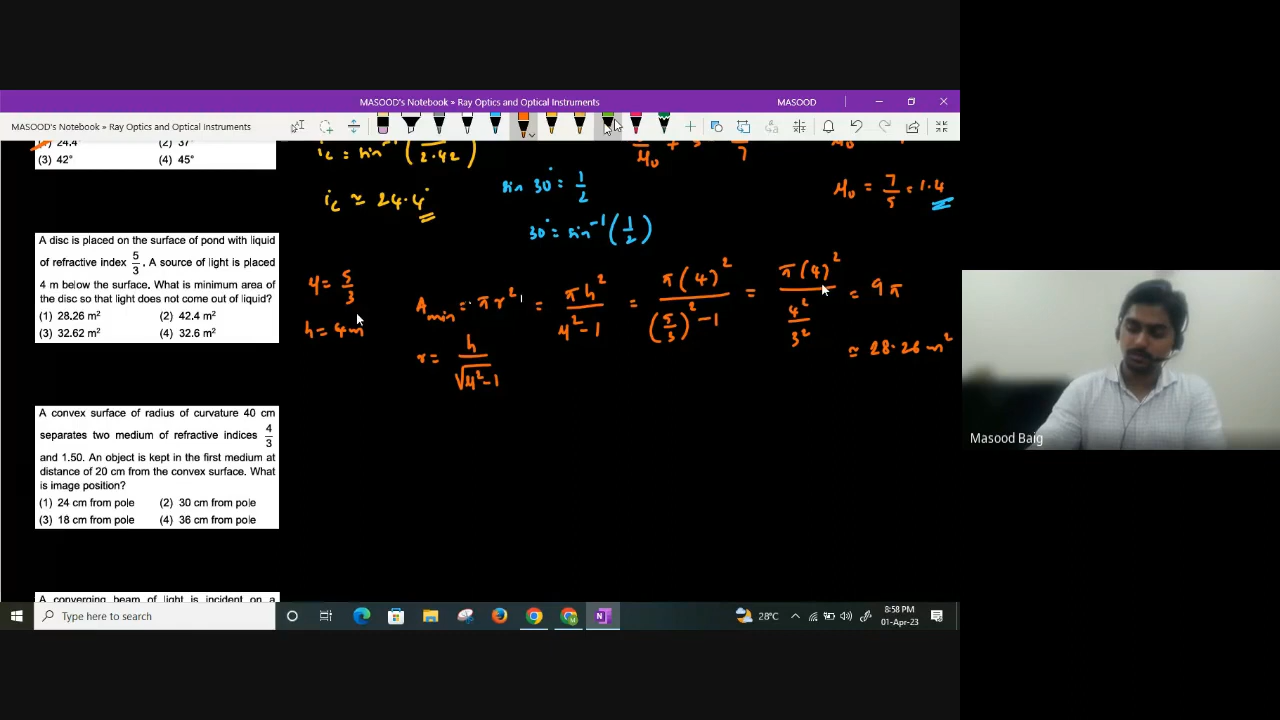 MASOOD's Notebook » Ray Optics and Optical Instruments
MASOOD
MASOOD's Notebook » Ray Optics and Optical Instruments
24.4°
(3) 42° (4) 45°
i_c = sin⁻¹ (1/2.42)
i_c ≃ 24.4°
sin 30° = 1/2
30° = sin⁻¹(1/2)
μ₀ = 7/5 = 1.4
A disc is placed on the surface of pond with liquid
of refractive index 5/3. A source of light is placed
4 m below the surface. What is minimum area of
the disc so that light does not come out of liquid?
(1) 28.26 m² (2) 42.4 m²
(3) 32.62 m² (4) 32.6 m²
μ = 5/3
h = 4m
A_min = πr² = πh²/(μ²-1) = π(4)²/((5/3)²-1) = π(4)²/(4²/3²) = 9π
r = h/√(μ²-1)
≃ 28.26 m²
A convex surface of radius of curvature 40 cm
separates two medium of refractive indices 4/3
and 1.50. An object is kept in the first medium at
distance of 20 cm from the convex surface. What
is image position?
(1) 24 cm from pole (2) 30 cm from pole
(3) 18 cm from pole (4) 36 cm from pole
A converging beam of light is incident on a
Masood Baig
Type here to search
28°C
8:58 PM
01-Apr-23